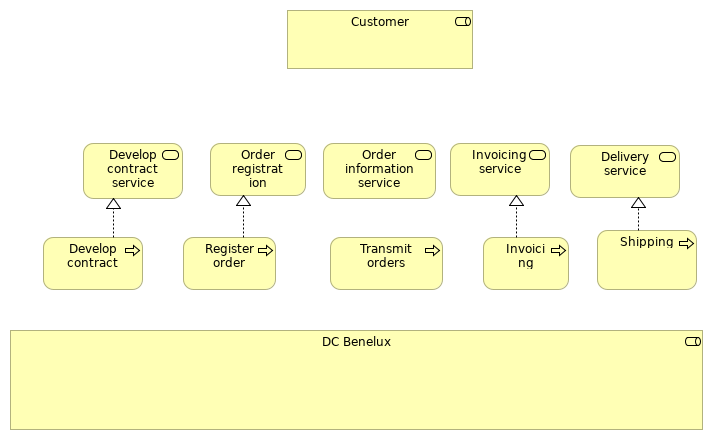 Customer
Develop
contract
service
Order
registrat
ion
Order
information
service
Invoicing
service
Delivery
service
Develop
contract
Register
order
Transmit
orders
Invoici
ng
Shipping
DC Benelux